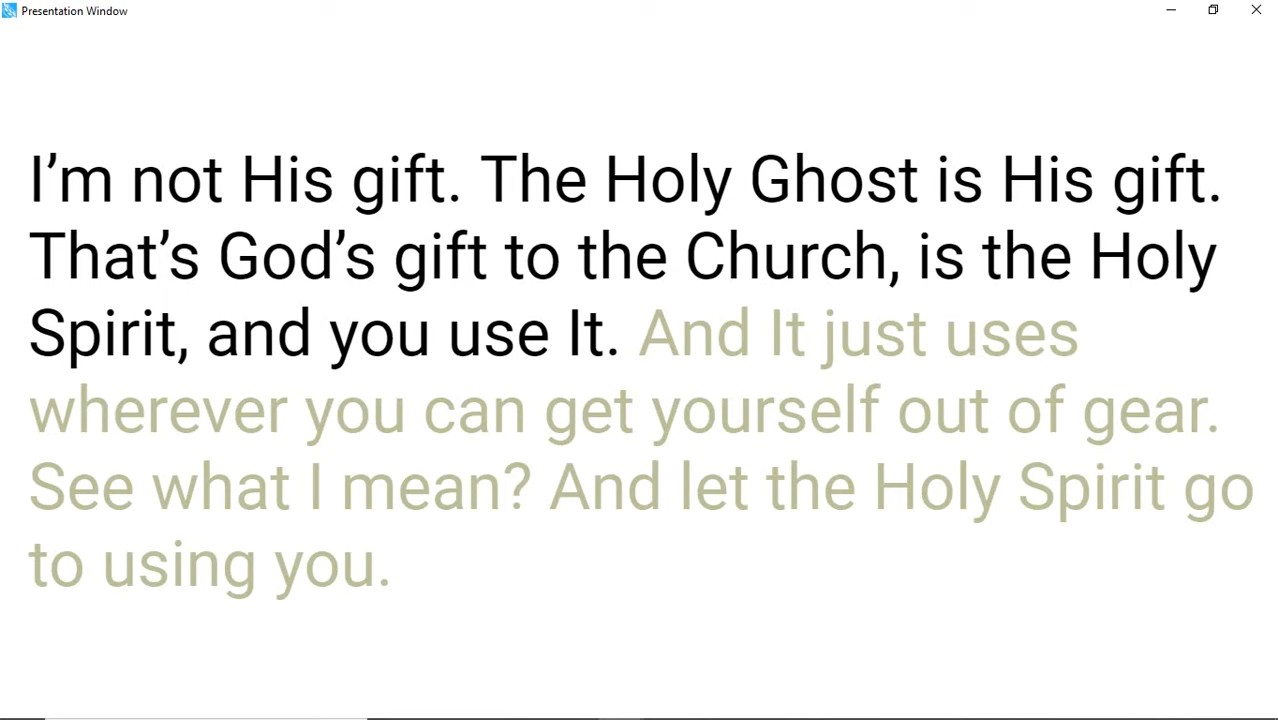 Presentation Window
I’m not His gift. The Holy Ghost is His gift.
That’s God’s gift to the Church, is the Holy
Spirit, and you use It. And It just uses
wherever you can get yourself out of gear.
See what I mean? And let the Holy Spirit go
to using you.